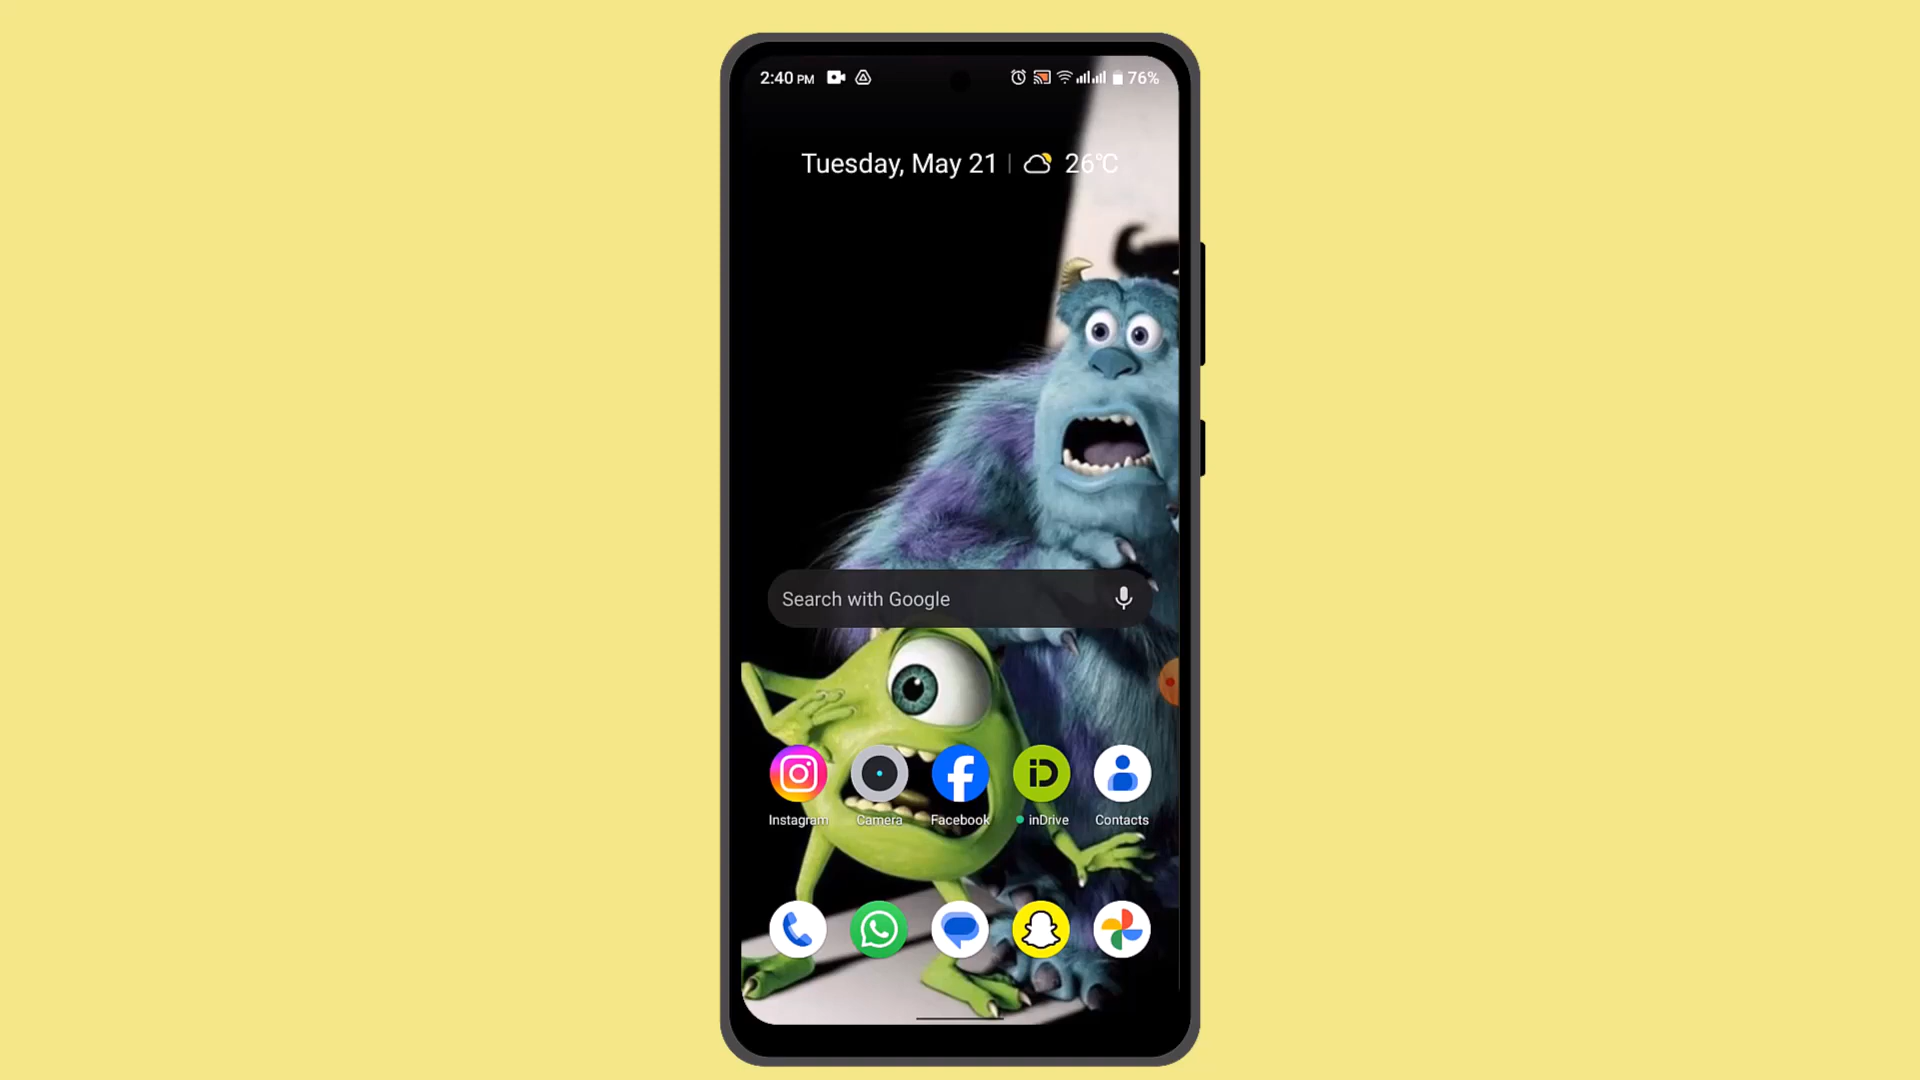 2:40 PM 76%
Tuesday, May 21 | 26°C
Search with Google
Instagram Camera Facebook inDrive Contacts